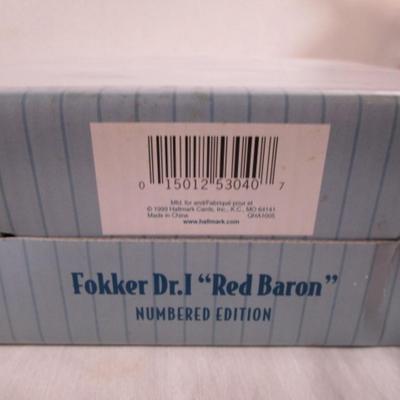 0 15012 53040 7
Mfd. for and/Fabriqué pour et
© 1999 Hallmark Cards, Inc., K.C., MO 64141
Made in China QHA1005
www.hallmark.com
Fokker Dr.I “Red Baron”
NUMBERED EDITION